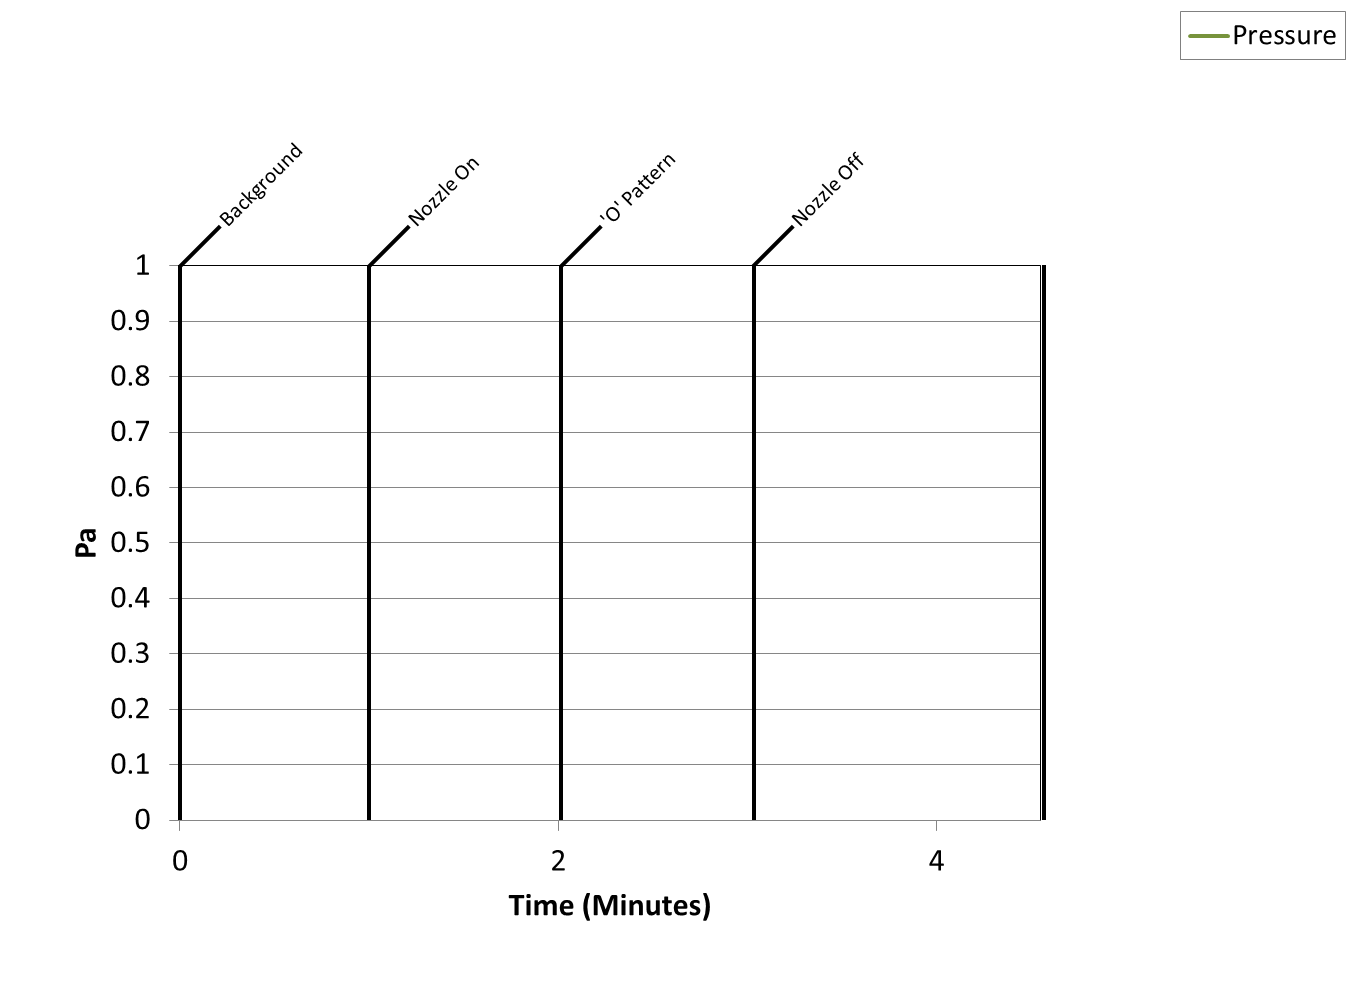 Pressure
Background
Nozzle On
'O' Pattern
Nozzle Off
1
0.9
0.8
0.7
0.6
0.5
0.4
0.3
0.2
0.1
0
Pa
0 2 4
Time (Minutes)